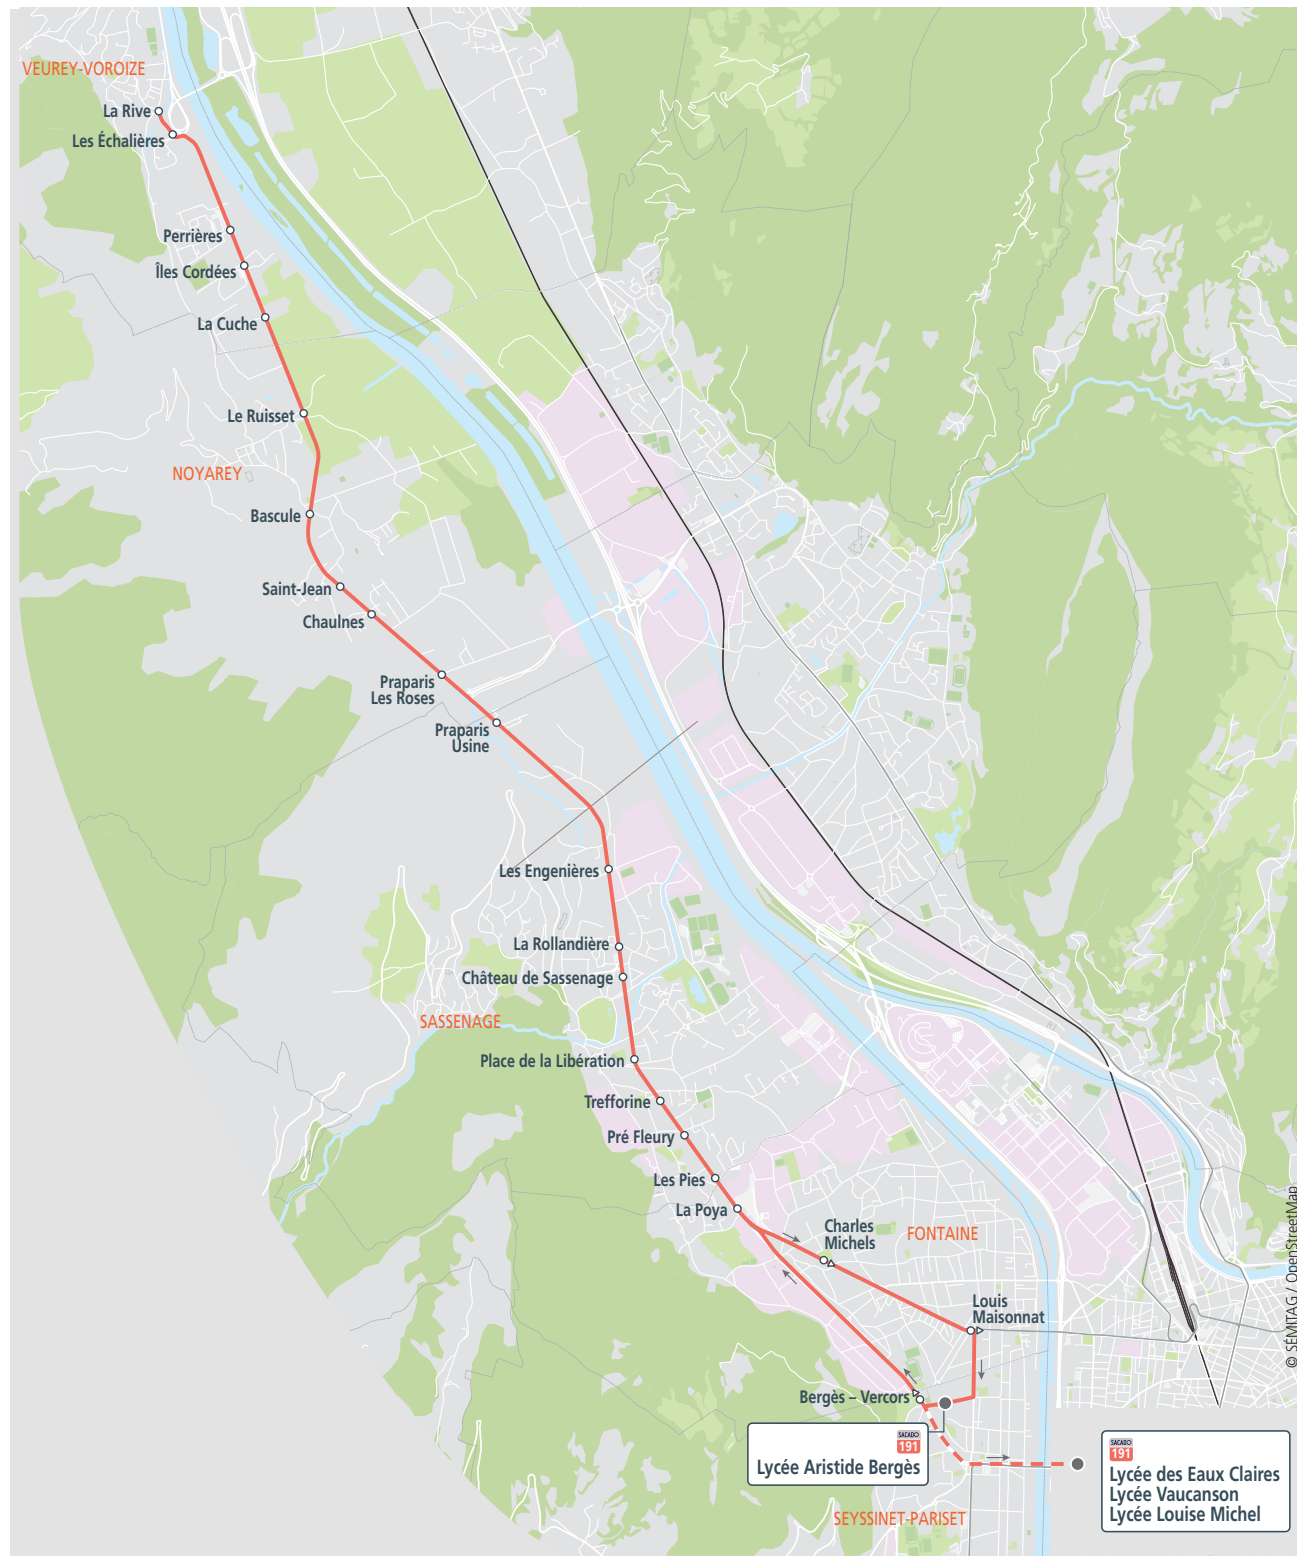 VEUREY-VOROIZE
La Rive
Les Échalières
Perrières
Îles Cordées
La Cuche
Le Ruisset
NOYAREY
Bascule
Saint-Jean
Chaulnes
Praparis
Les Roses
Praparis
Usine
Les Engenières
La Rollandière
Château de Sassenage
SASSENAGE
Place de la Libération
Trefforine
Pré Fleury
Les Pies
La Poya
Charles
Michels
FONTAINE
Louis
Maisonnat
Bergès – Vercors
SACADO
191
Lycée Aristide Bergès
SACADO
191
Lycée des Eaux Claires
Lycée Vaucanson
Lycée Louise Michel
SEYSSINET-PARISET
© SÉMITAG / OpenStreetMap